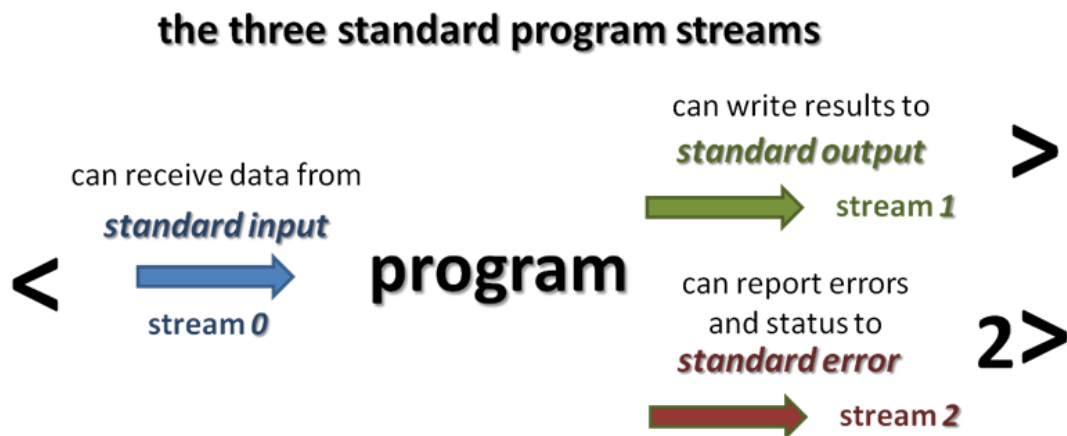 the three standard program streams
can receive data from
standard input
stream 0
<
program
can write results to
standard output
stream 1
>
can report errors
and status to
standard error
stream 2
2>